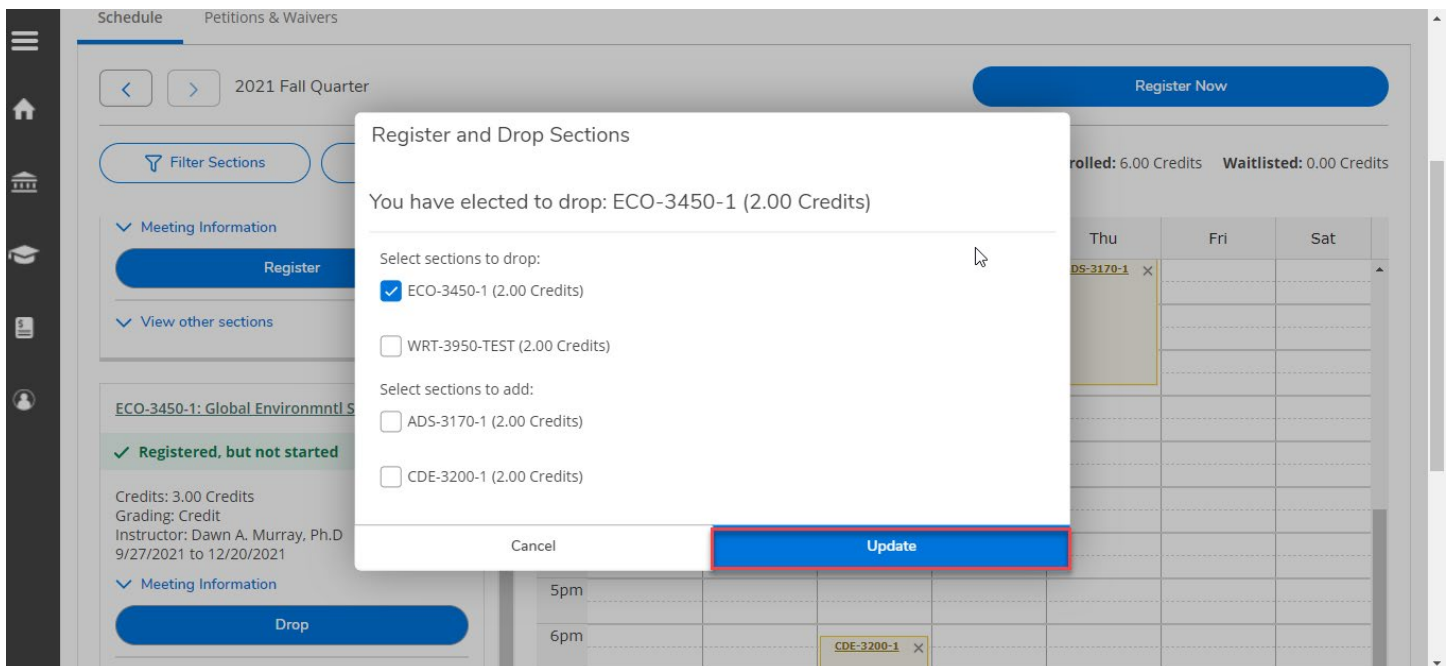 Schedule Petitions & Waivers
2021 Fall Quarter
Register Now
Filter Sections
rolled: 6.00 Credits Waitlisted: 0.00 Credits
Register and Drop Sections
You have elected to drop: ECO-3450-1 (2.00 Credits)
Select sections to drop:
ECO-3450-1 (2.00 Credits)
WRT-3950-TEST (2.00 Credits)
Select sections to add:
ADS-3170-1 (2.00 Credits)
CDE-3200-1 (2.00 Credits)
Cancel Update
Meeting Information
Register
View other sections
ECO-3450-1: Global Environmntl S
Registered, but not started
Credits: 3.00 Credits
Grading: Credit
Instructor: Dawn A. Murray, Ph.D
9/27/2021 to 12/20/2021
Meeting Information
Drop
Thu Fri Sat
DS-3170-1
5pm
6pm
CDE-3200-1